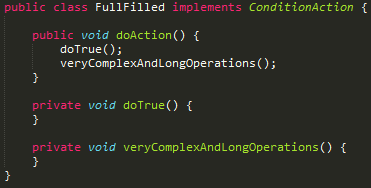 public class FullFilled implements ConditionAction {
public void doAction() {
doTrue();
veryComplexAndLongOperations();
}
private void doTrue() {
}
private void veryComplexAndLongOperations() {
}
}